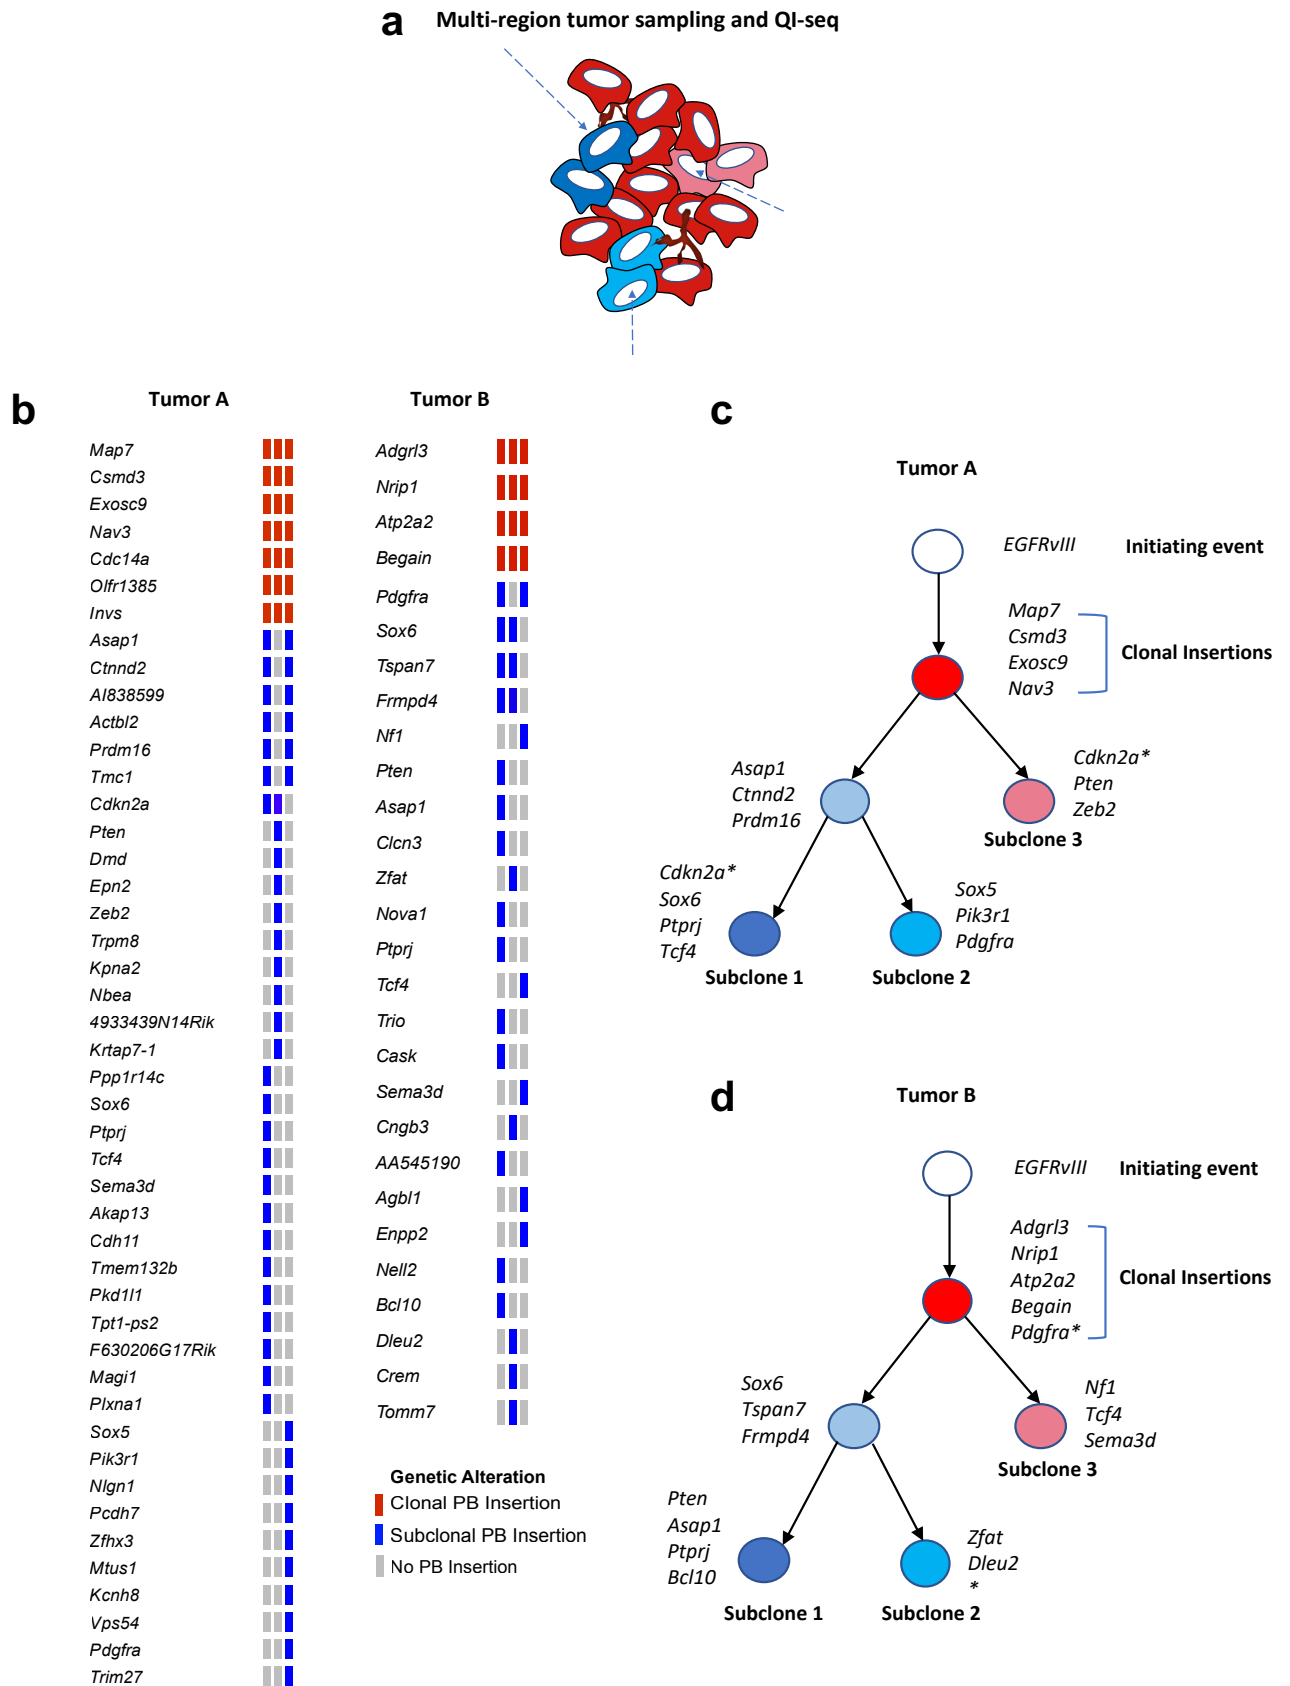 a Multi-region tumor sampling and QI-seq
b
Tumor A
Map7
Csmd3
Exosc9
Nav3
Cdc14a
Olfr1385
Invs
Asap1
Ctnnd2
AI838599
Actbl2
Prdm16
Tmc1
Cdkn2a
Pten
Dmd
Epn2
Zeb2
Trpm8
Kpna2
Nbea
4933439N14Rik
Krtap7-1
Ppp1r14c
Sox6
Ptprj
Tcf4
Sema3d
Akap13
Cdh11
Tmem132b
Pkd1l1
Tpt1-ps2
F630206G17Rik
Magi1
Plxna1
Sox5
Pik3r1
Nlgn1
Pcdh7
Zfhx3
Mtus1
Kcnh8
Vps54
Pdgfra
Trim27
Tumor B
Adgrl3
Nrip1
Atp2a2
Begain
Pdgfra
Sox6
Tspan7
Frmpd4
Nf1
Pten
Asap1
Clcn3
Zfat
Nova1
Ptprj
Tcf4
Trio
Cask
Sema3d
Cngb3
AA545190
Agbl1
Enpp2
Nell2
Bcl10
Dleu2
Crem
Tomm7
Genetic Alteration
Clonal PB Insertion
Subclonal PB Insertion
No PB Insertion
c
Tumor A
EGFRvIII
Initiating event
Map7
Csmd3
Exosc9
Nav3
Clonal Insertions
Asap1
Ctnnd2
Prdm16
Cdkn2a*
Pten
Zeb2
Subclone 3
Cdkn2a*
Sox6
Ptprj
Tcf4
Subclone 1
Sox5
Pik3r1
Pdgfra
Subclone 2
d
Tumor B
EGFRvIII
Initiating event
Adgrl3
Nrip1
Atp2a2
Begain
Pdgfra*
Clonal Insertions
Sox6
Tspan7
Frmpd4
Nf1
Tcf4
Sema3d
Subclone 3
Pten
Asap1
Ptprj
Bcl10
Subclone 1
Zfat
Dleu2
*
Subclone 2